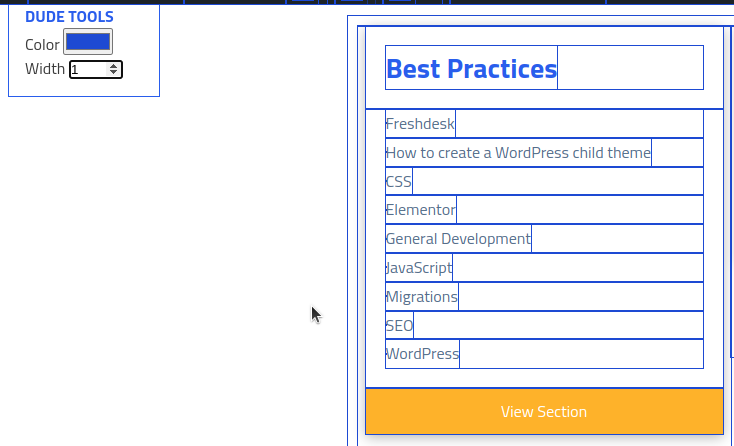 DUDE TOOLS
Color
Width 1
Best Practices
Freshdesk
How to create a WordPress child theme
CSS
Elementor
General Development
JavaScript
Migrations
SEO
WordPress
View Section